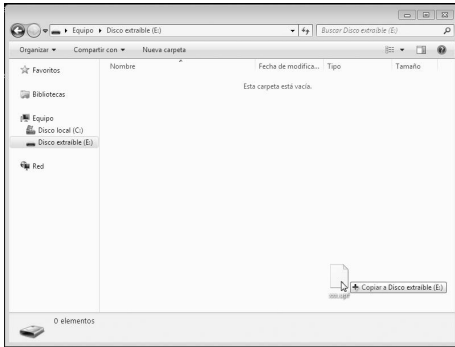 Equipo ▸ Disco extraíble (E:)
Buscar Disco extraíble (E:)
Organizar Compartir con Nueva carpeta
Favoritos
Bibliotecas
Equipo
Disco local (C:)
Disco extraíble (E:)
Red
Nombre Fecha de modifica... Tipo Tamaño
Esta carpeta está vacía.
Copiar a Disco extraíble (E:)
0 elementos